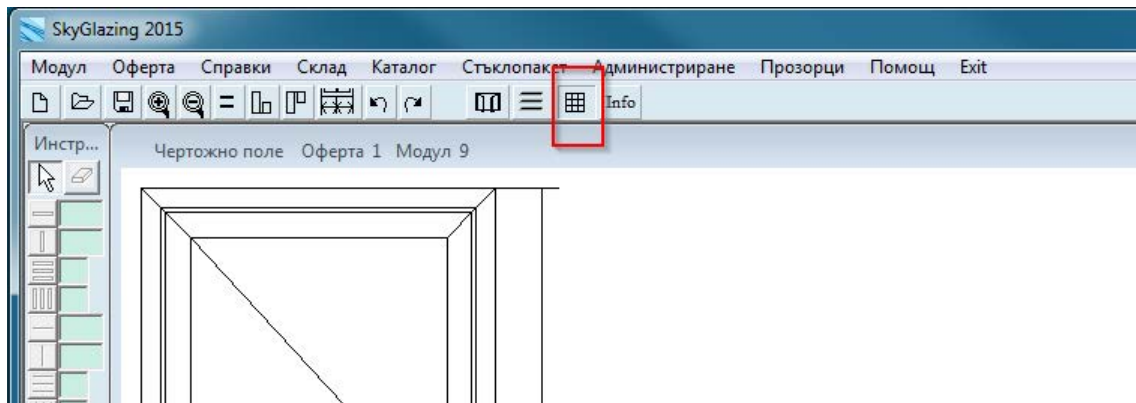 SkyGlazing 2015
Модул Оферта Справки Склад Каталог Стъклопакет Администриране Прозорци Помощ Exit
Info
Инстр...
Чертожно поле Оферта 1 Модул 9